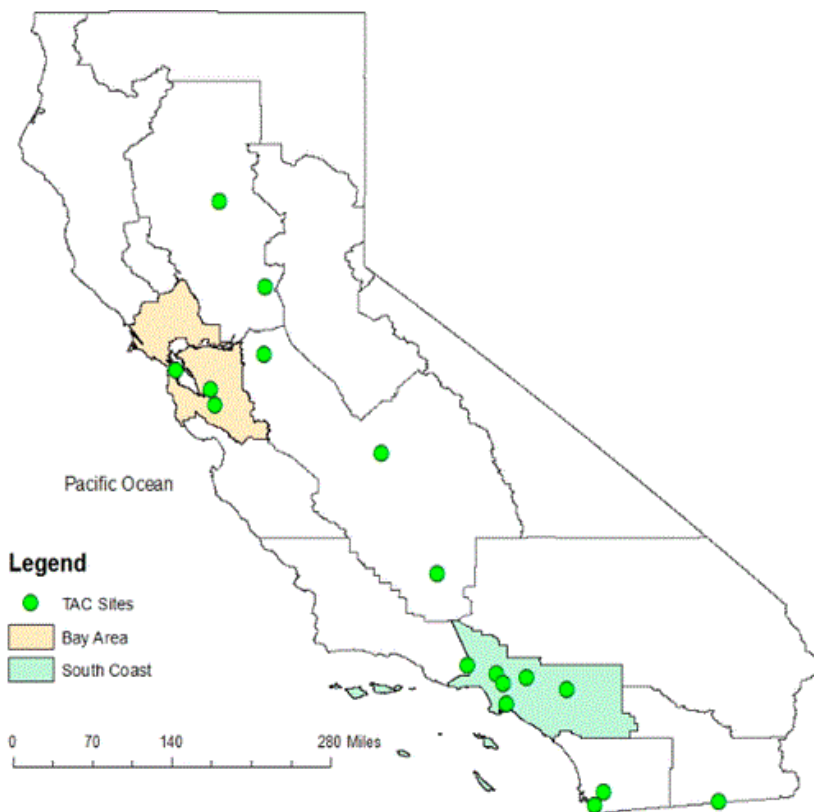 Pacific Ocean
Legend
TAC Sites
Bay Area
South Coast
0 70 140 280 Miles